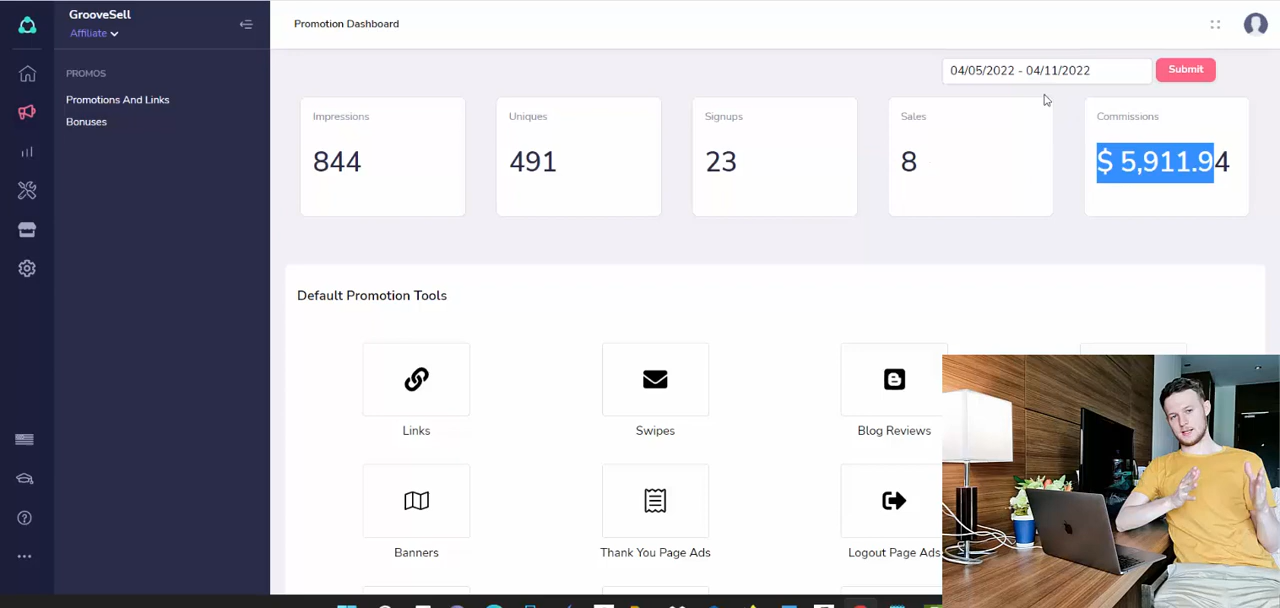 GrooveSell
Affiliate
Promotion Dashboard
PROMOS
Promotions And Links
Bonuses
04/05/2022 - 04/11/2022
Submit
Impressions
844
Uniques
491
Signups
23
Sales
8
Commissions
$ 5,911.94
Default Promotion Tools
Links
Swipes
Blog Reviews
Banners
Thank You Page Ads
Logout Page Ads